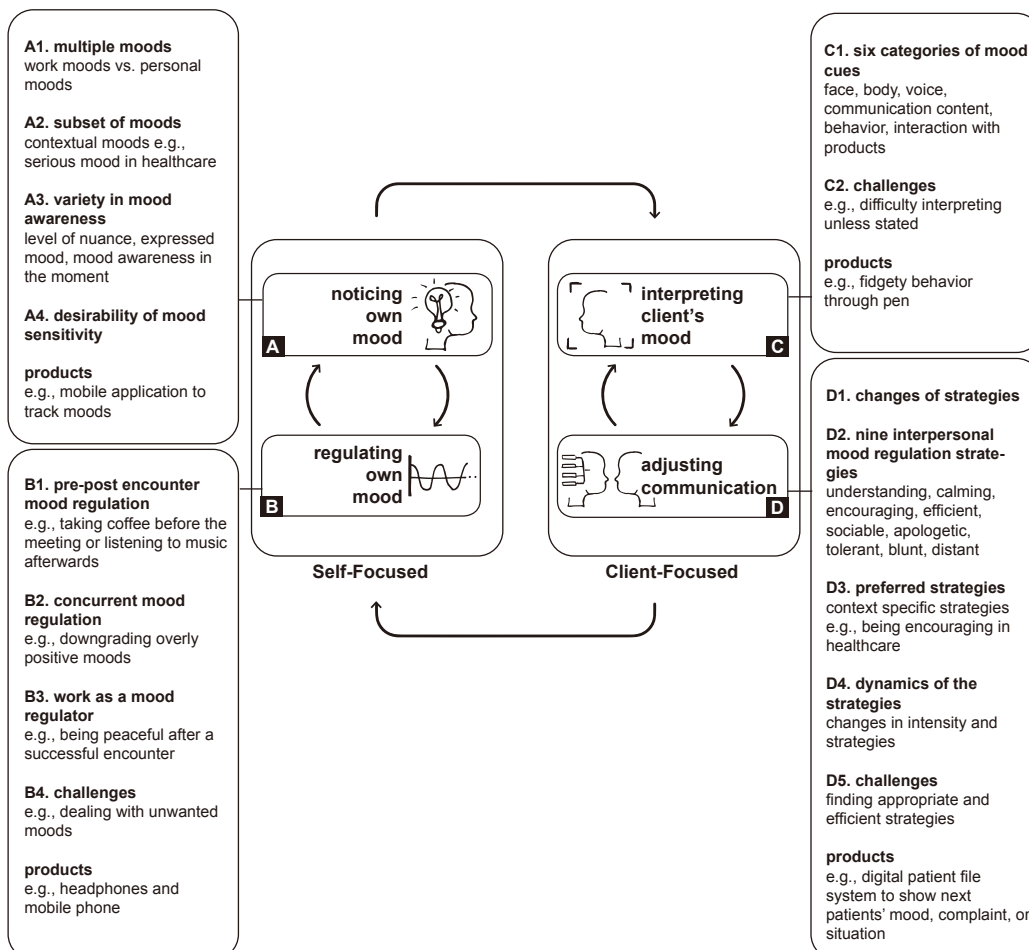 A1. multiple moods
work moods vs. personal
moods
A2. subset of moods
contextual moods e.g.,
serious mood in healthcare
A3. variety in mood
awareness
level of nuance, expressed
mood, mood awareness in
the moment
A4. desirability of mood
sensitivity
products
e.g., mobile application to
track moods
B1. pre-post encounter
mood regulation
e.g., taking coffee before the
meeting or listening to music
afterwards
B2. concurrent mood
regulation
e.g., downgrading overly
positive moods
B3. work as a mood
regulator
e.g., being peaceful after a
successful encounter
B4. challenges
e.g., dealing with unwanted
moods
products
e.g., headphones and
mobile phone
noticing
own
mood
A
regulating
own
mood
B
Self-Focused
interpreting
client's
mood
C
adjusting
communication
D
Client-Focused
C1. six categories of mood
cues
face, body, voice,
communication content,
behavior, interaction with
products
C2. challenges
e.g., difficulty interpreting
unless stated
products
e.g., fidgety behavior
through pen
D1. changes of strategies
D2. nine interpersonal
mood regulation strate-
gies
understanding, calming,
encouraging, efficient,
sociable, apologetic,
tolerant, blunt, distant
D3. preferred strategies
context specific strategies
e.g., being encouraging in
healthcare
D4. dynamics of the
strategies
changes in intensity and
strategies
D5. challenges
finding appropriate and
efficient strategies
products
e.g., digital patient file
system to show next
patients' mood, complaint, or
situation